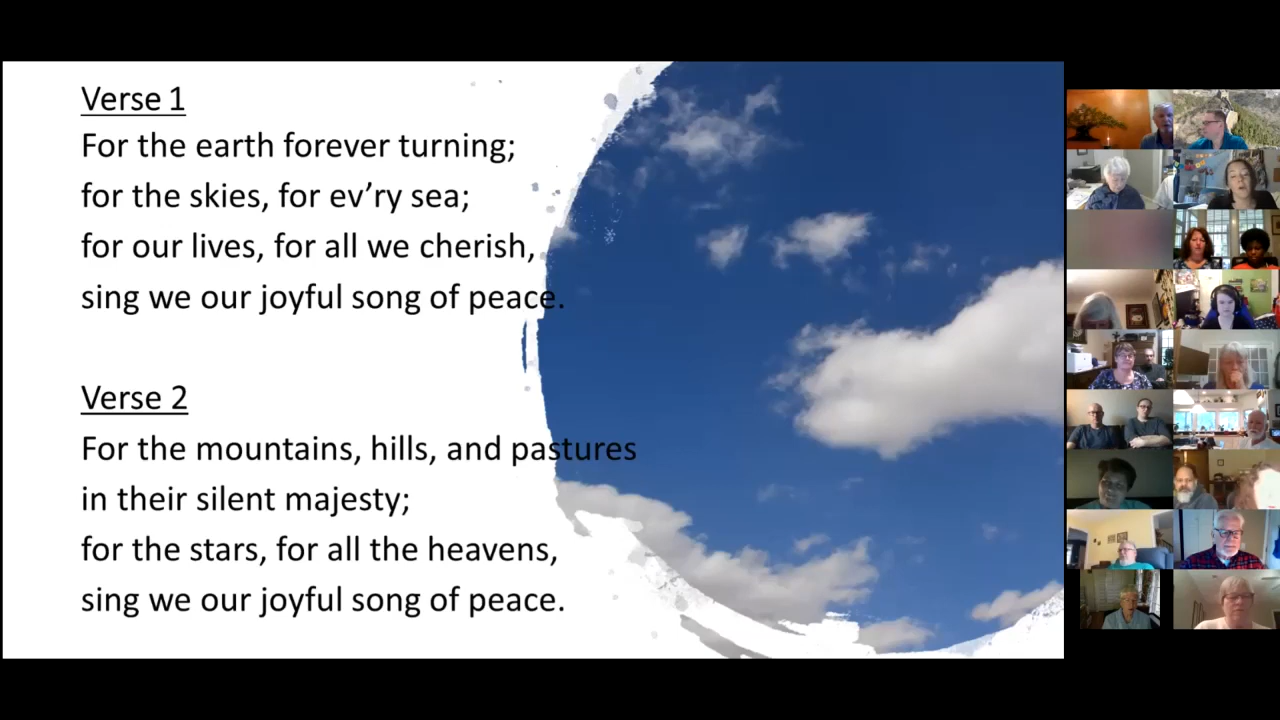 Verse 1
For the earth forever turning;
for the skies, for ev’ry sea;
for our lives, for all we cherish,
sing we our joyful song of peace.
Verse 2
For the mountains, hills, and pastures
in their silent majesty;
for the stars, for all the heavens,
sing we our joyful song of peace.